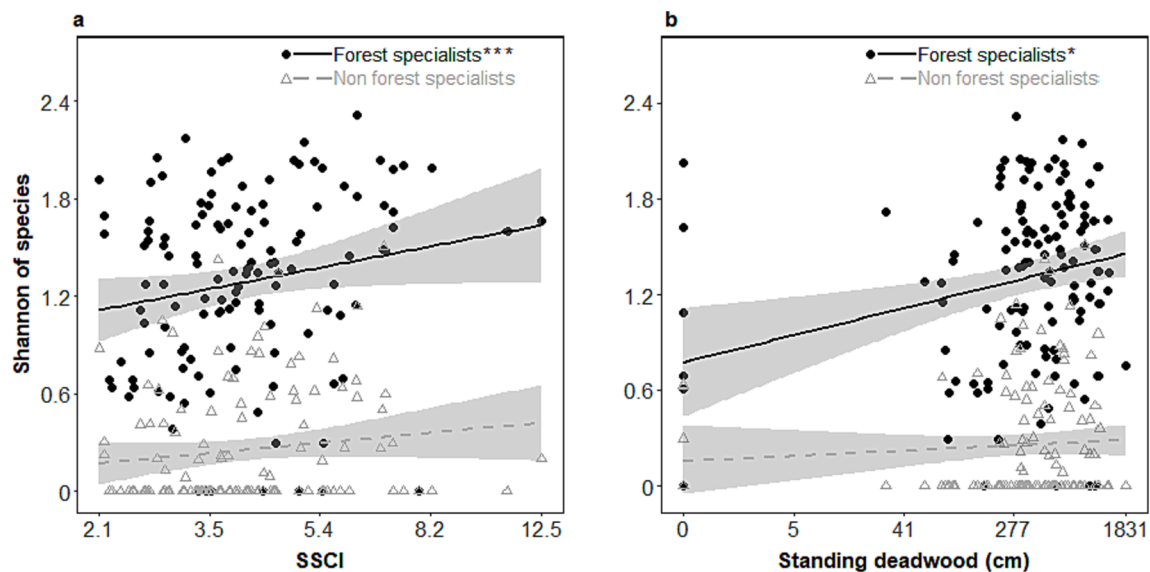 a
Forest specialists***
Non forest specialists
Shannon of species
2.4
1.8
1.2
0.6
0
2.1 3.5 5.4 8.2 12.5
SSCI
b
Forest specialists*
Non forest specialists
2.4
1.8
1.2
0.6
0
0 5 41 277 1831
Standing deadwood (cm)